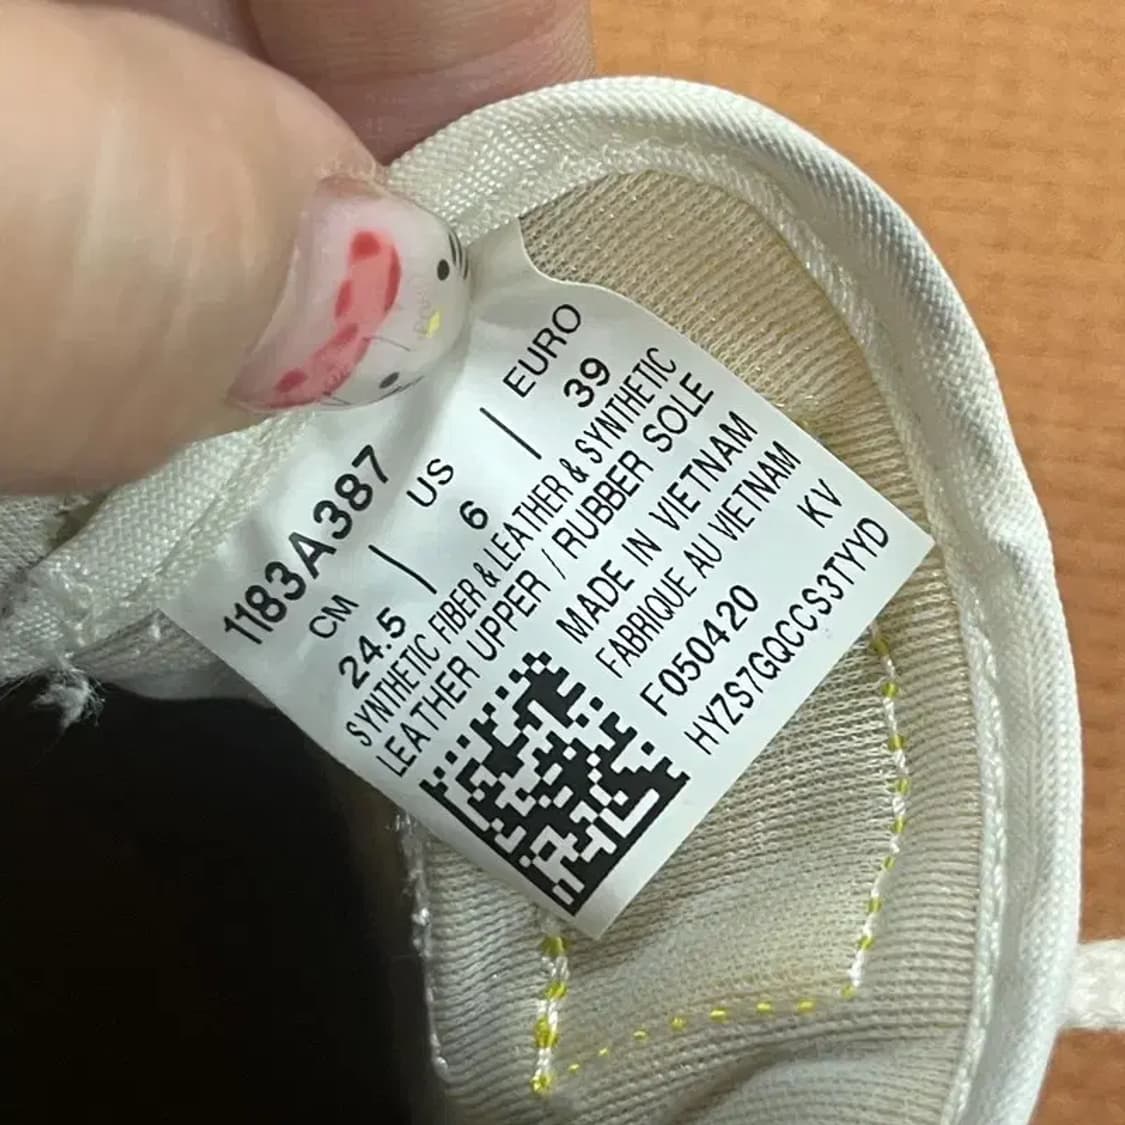 1183A387
CM | US | EURO
24.5 6 39
SYNTHETIC FIBER & LEATHER & SYNTHETIC
LEATHER UPPER / RUBBER SOLE
MADE IN VIETNAM
FABRIQUE AU VIETNAM
F050420 KV
HYZS7GQCCS3TYYD